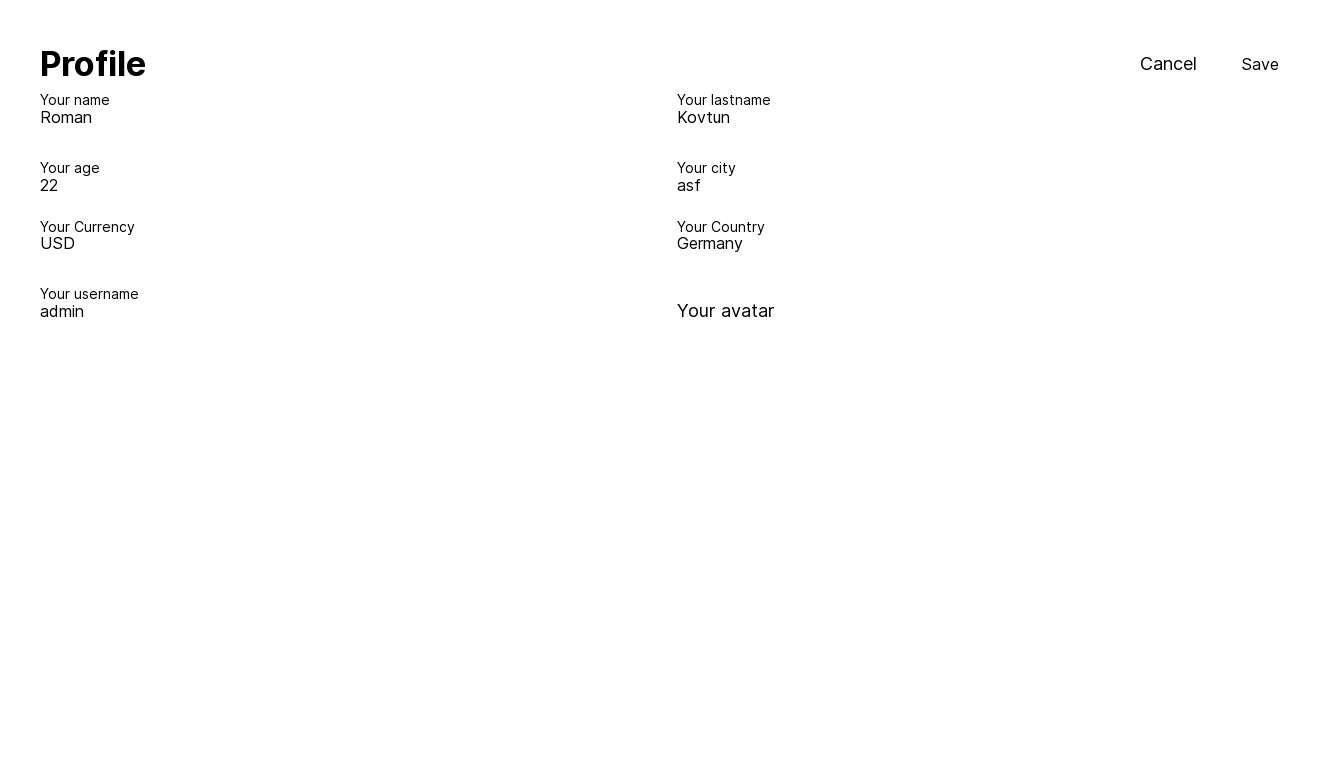 Profile
Cancel
Save
Your name
Roman
Your lastname
Kovtun
Your age
22
Your city
asf
Your Currency
USD
Your Country
Germany
Your username
admin
Your avatar